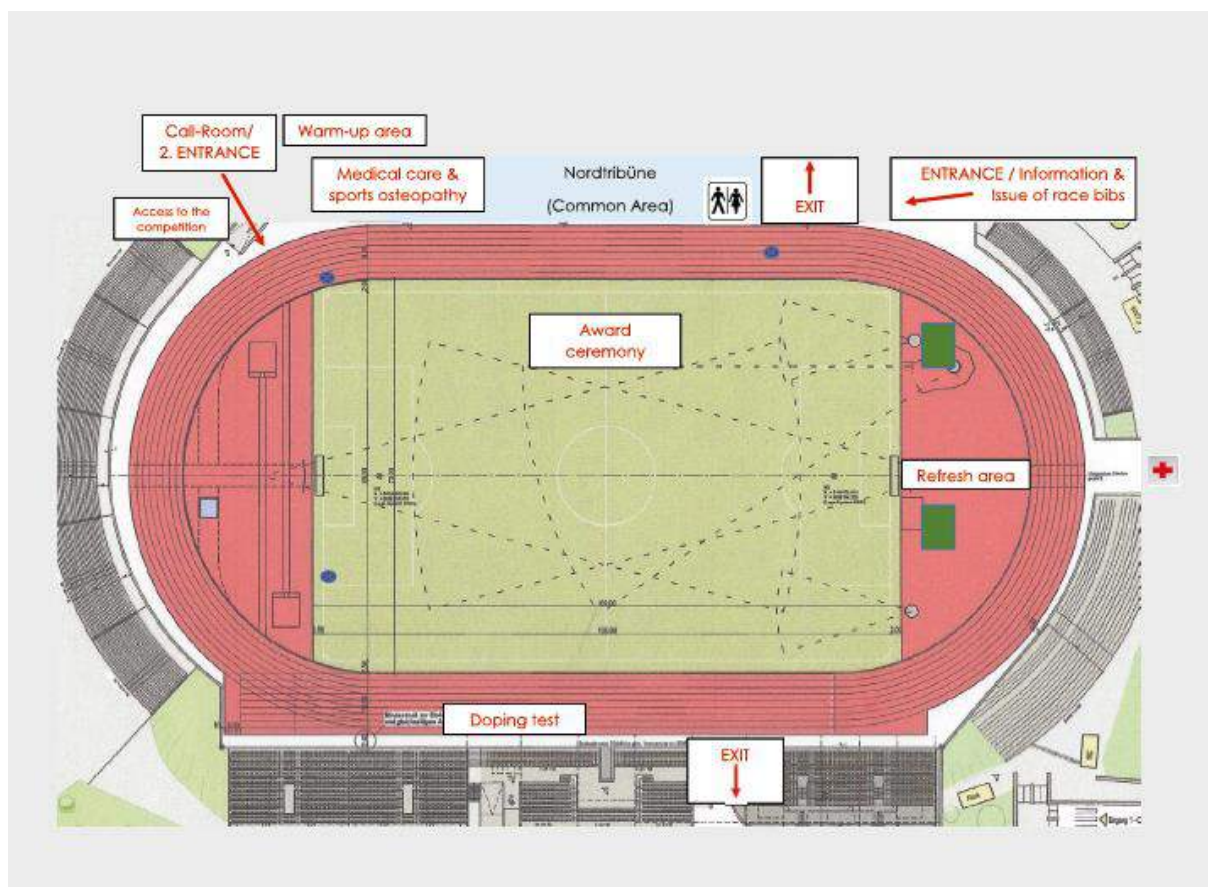 Call-Room/
2. ENTRANCE
Warm-up area
Medical care &
sports osteopathy
Nordtribüne
(Common Area)
EXIT
ENTRANCE / Information &
Issue of race bibs
Access to the
competition
Award
ceremony
Refresh area
Doping test
EXIT